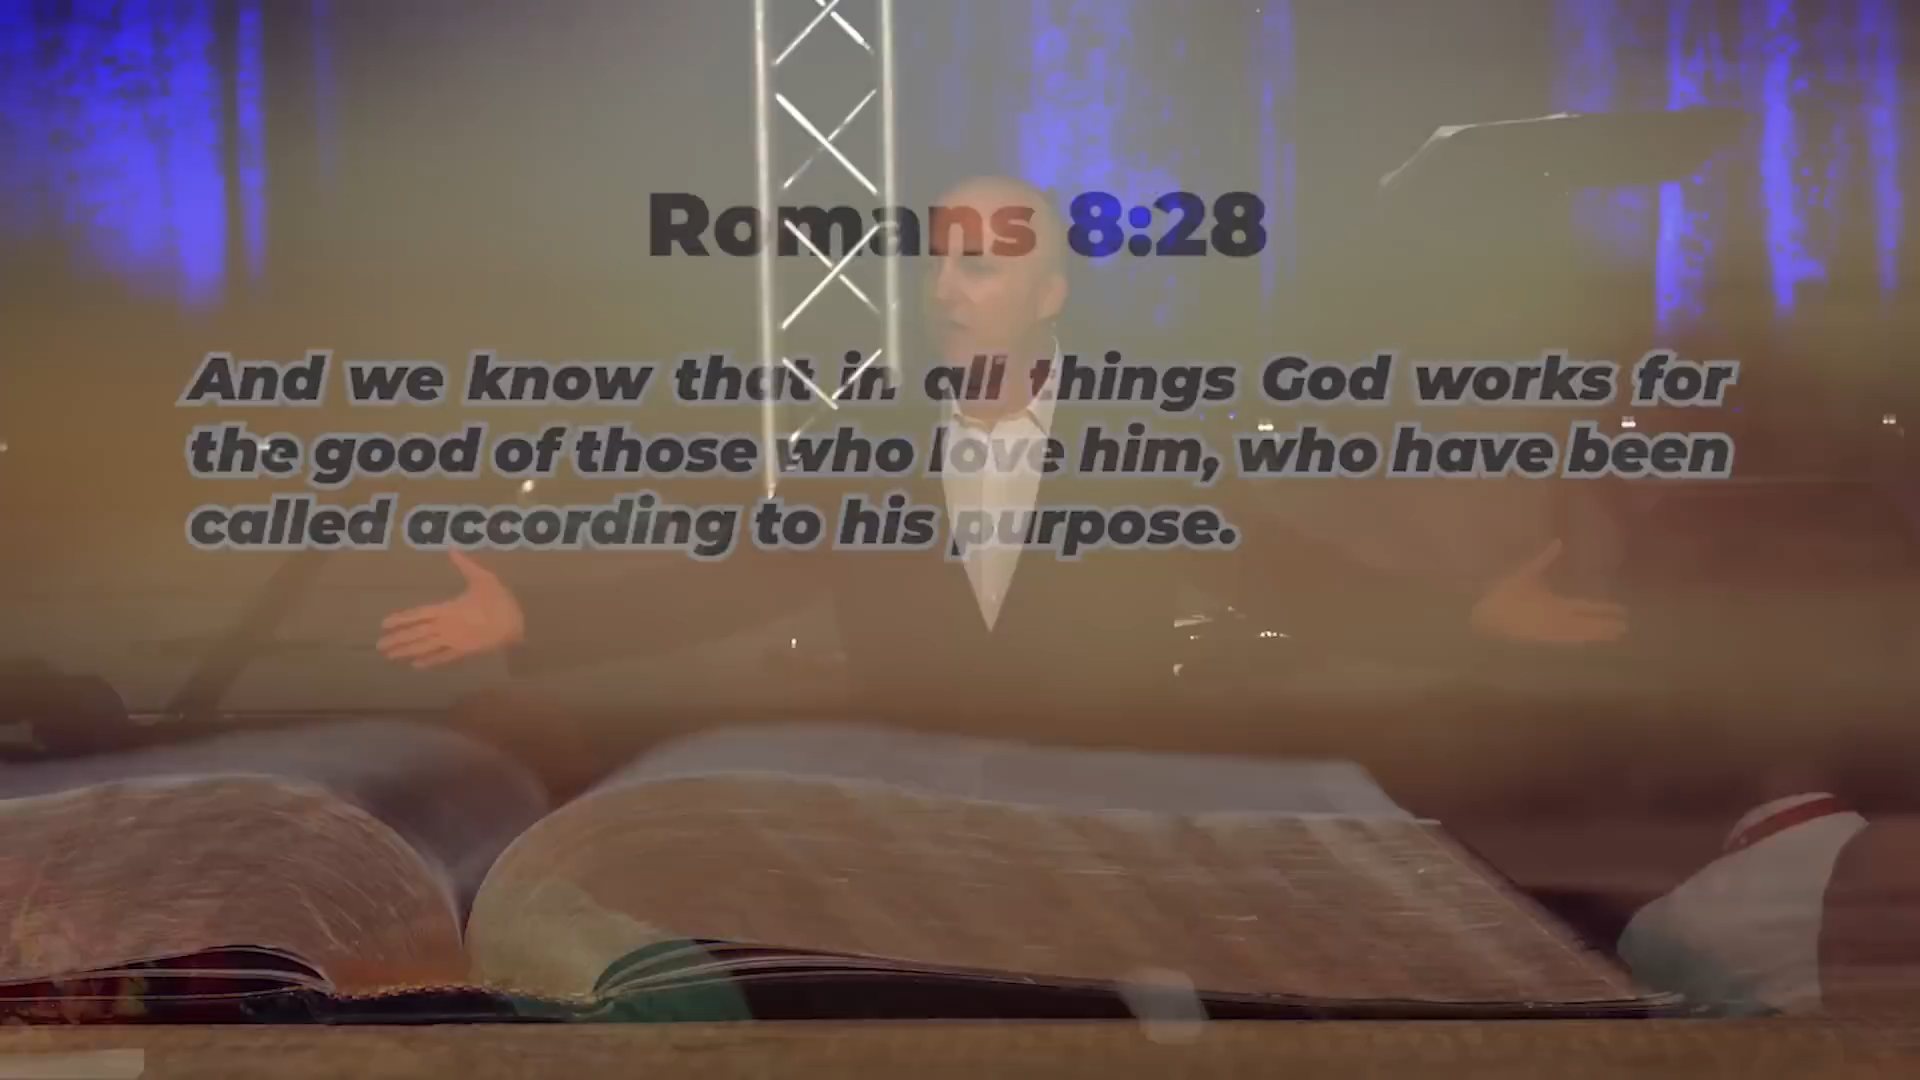 Romans 8:28
And we know that in all things God works for
the good of those who love him, who have been
called according to his purpose.